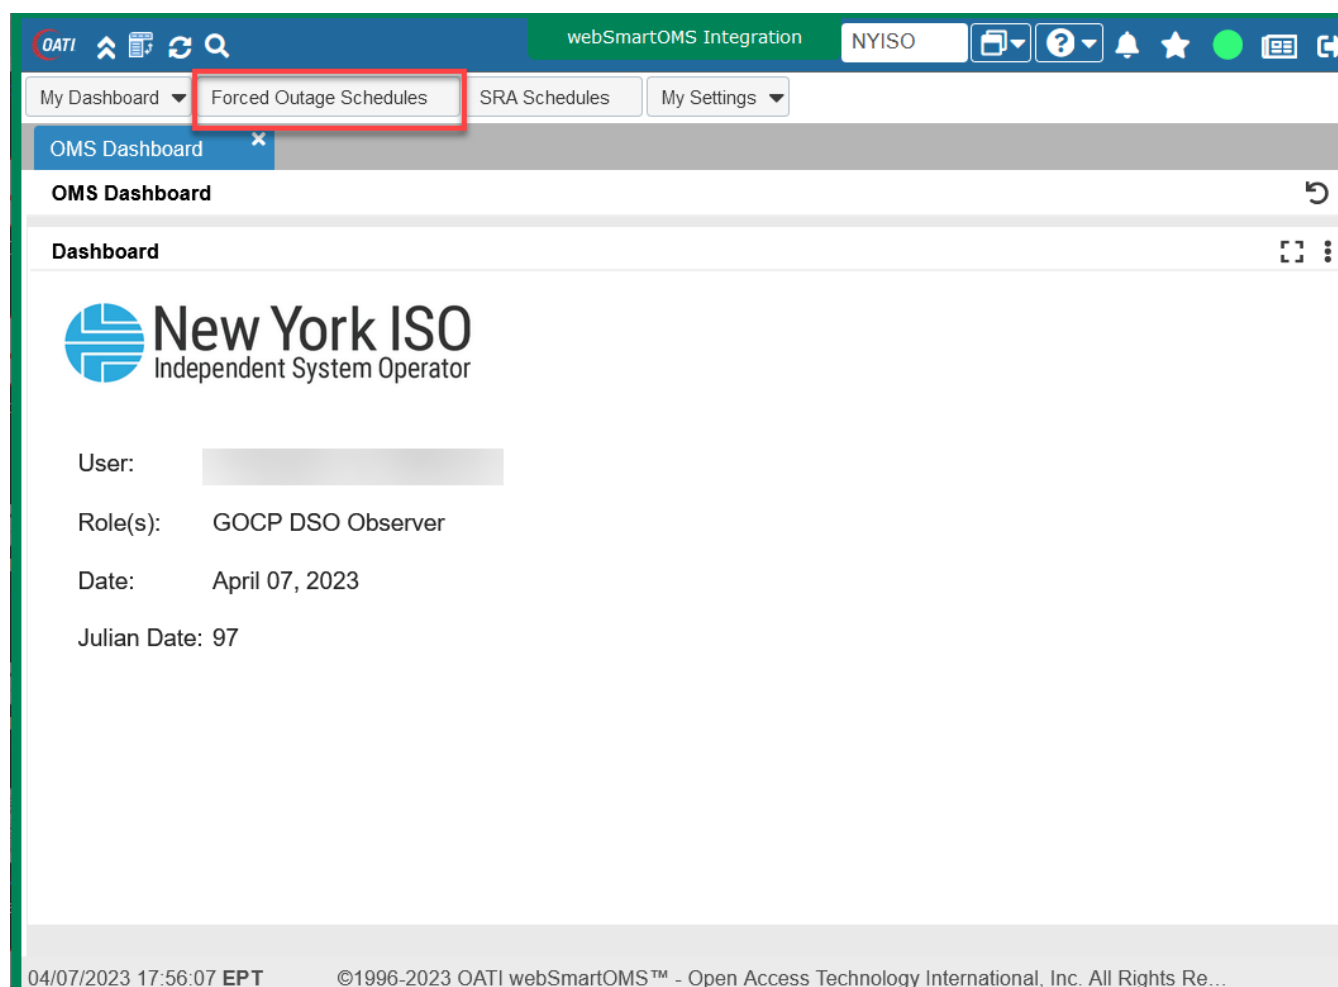 OATI
webSmartOMS Integration
NYISO
My Dashboard
Forced Outage Schedules
SRA Schedules
My Settings
OMS Dashboard
OMS Dashboard
Dashboard
New York ISO
Independent System Operator
User:
Role(s): GOCP DSO Observer
Date: April 07, 2023
Julian Date: 97
04/07/2023 17:56:07 EPT ©1996-2023 OATI webSmartOMS™ - Open Access Technology International, Inc. All Rights Re...